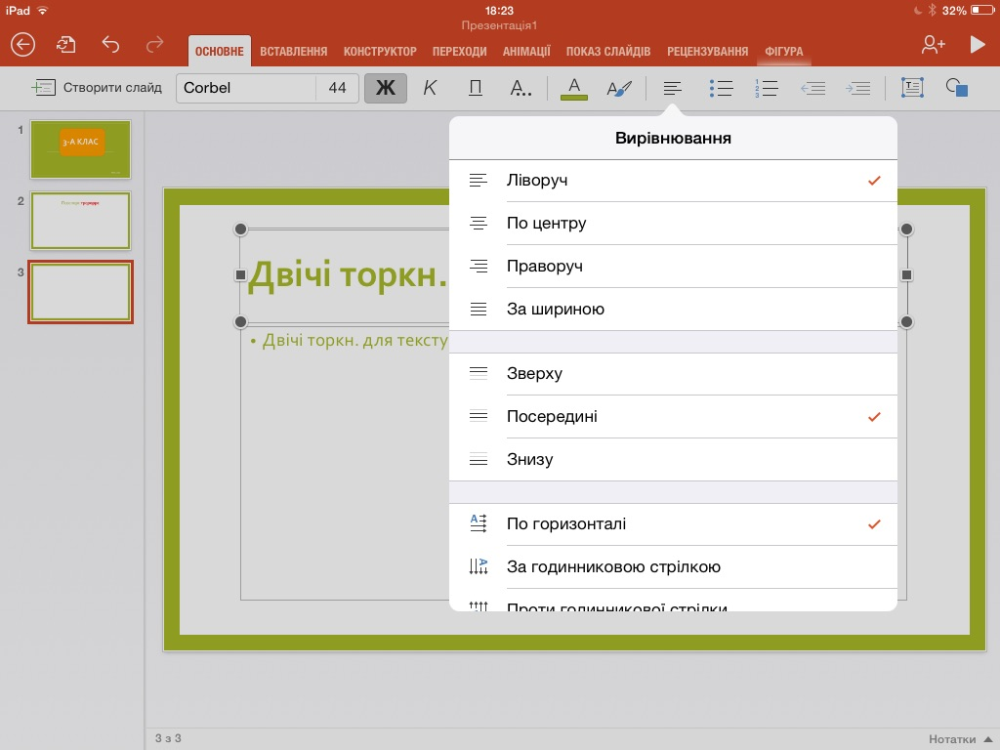 iPad 18:23 32%
Презентація1
ОСНОВНЕ ВСТАВЛЕННЯ КОНСТРУКТОР ПЕРЕХОДИ АНІМАЦІЇ ПОКАЗ СЛАЙДІВ РЕЦЕНЗУВАННЯ ФІГУРА
Створити слайд Corbel 44 Ж К П А..
Вирівнювання
Ліворуч
По центру
Праворуч
За шириною
Зверху
Посередині
Знизу
По горизонталі
За годинниковою стрілкою
Проти годинникової стрілки
1
3-А КЛАС
2
3
Двічі торкн.
• Двічі торкн. для тексту
3 з 3 Нотатки